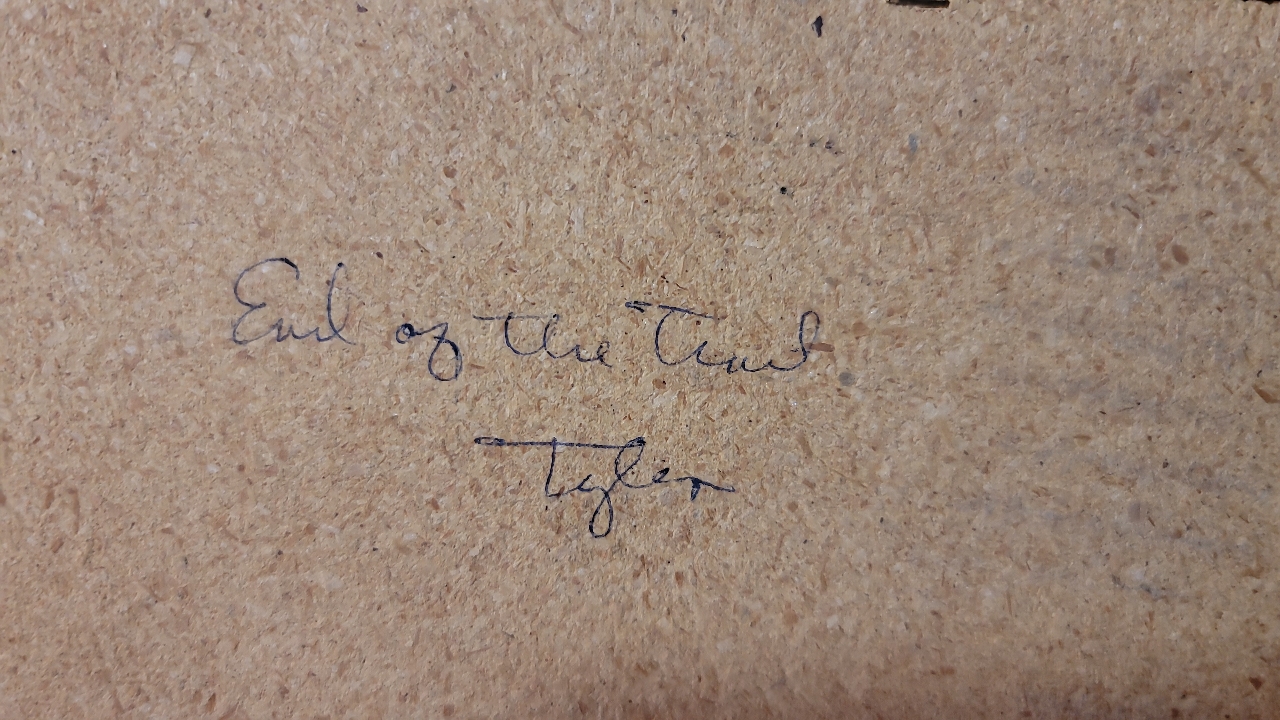 End of the Trail
Tyler